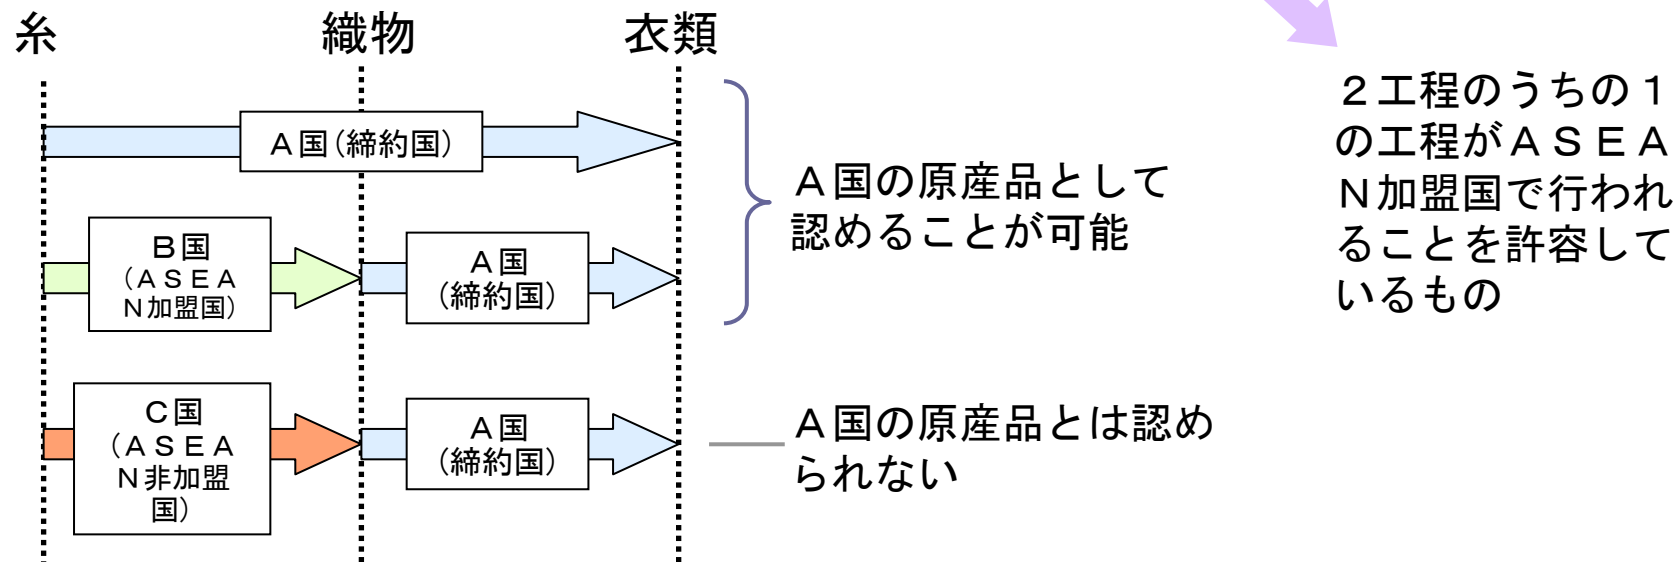 糸
織物
衣類
A国（締約国）
B国
（ＡＳＥＡ
Ｎ加盟国）
A国
（締約国）
A国の原産品として
認めることが可能
C国
（ＡＳＥＡ
Ｎ非加盟
国）
A国
（締約国）
A国の原産品とは認め
られない
２工程のうちの１
の工程がＡＳＥＡ
Ｎ加盟国で行われ
ることを許容して
いるもの